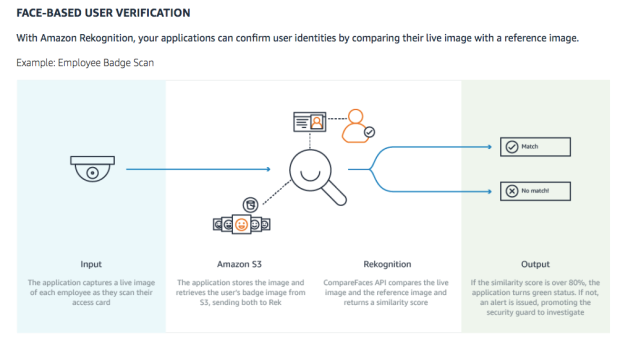 FACE-BASED USER VERIFICATION
With Amazon Rekognition, your applications can confirm user identities by comparing their live image with a reference image.
Example: Employee Badge Scan
Match
No match!
Input
The application captures a live image
of each employee as they scan their
access card
Amazon S3
The application stores the image and
retrieves the user's badge image from
S3, sending both to Rek
Rekognition
CompareFaces API compares the live
image and the reference image and
returns a similarity score
Output
If the similarity score is over 80%, the
application turns green status. If not,
an alert is issued, promoting the
security guard to investigate